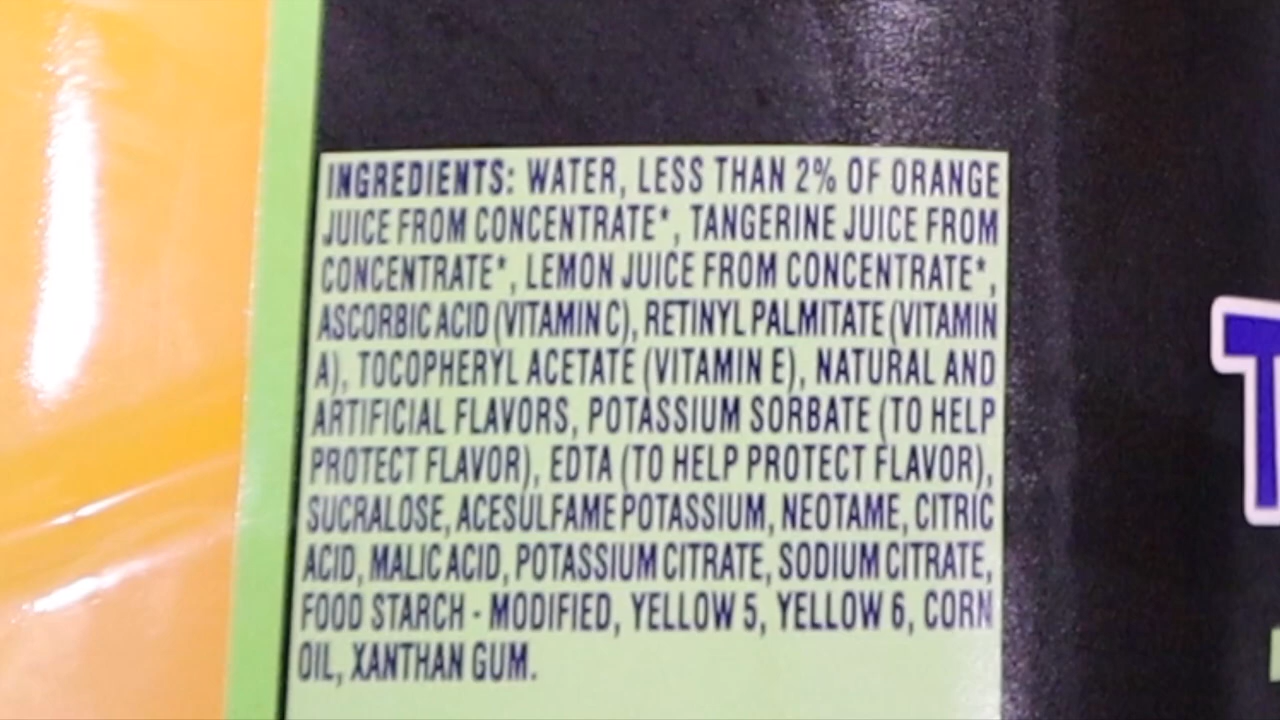 INGREDIENTS: WATER, LESS THAN 2% OF ORANGE
JUICE FROM CONCENTRATE*, TANGERINE JUICE FROM
CONCENTRATE*, LEMON JUICE FROM CONCENTRATE*,
ASCORBIC ACID (VITAMIN C), RETINYL PALMITATE (VITAMIN
A), TOCOPHERYL ACETATE (VITAMIN E), NATURAL AND
ARTIFICIAL FLAVORS, POTASSIUM SORBATE (TO HELP
PROTECT FLAVOR), EDTA (TO HELP PROTECT FLAVOR),
SUCRALOSE, ACESULFAME POTASSIUM, NEOTAME, CITRIC
ACID, MALIC ACID, POTASSIUM CITRATE, SODIUM CITRATE,
FOOD STARCH - MODIFIED, YELLOW 5, YELLOW 6, CORN
OIL, XANTHAN GUM.